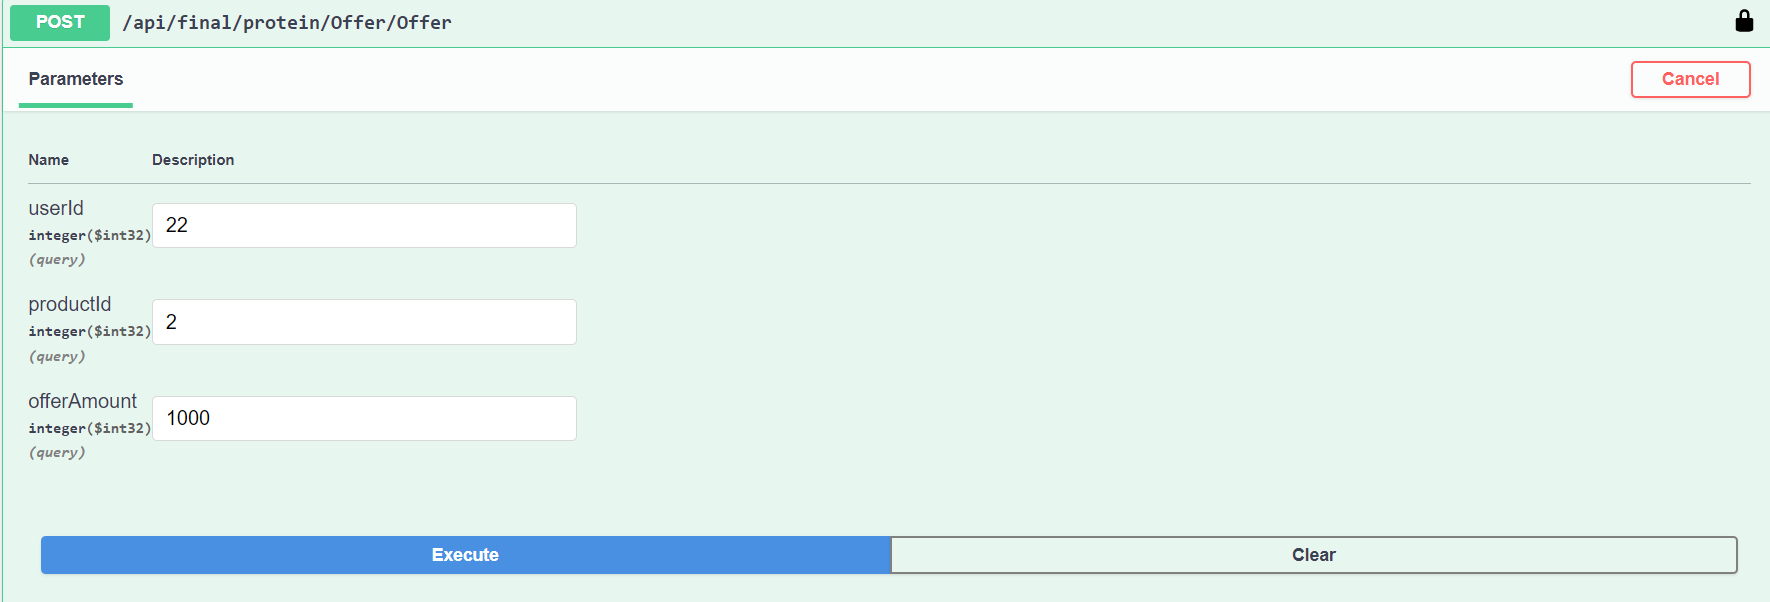 POST /api/final/protein/Offer/Offer
Parameters Cancel
Name Description
userId
integer($int32)
(query)
22
productId
integer($int32)
(query)
2
offerAmount
integer($int32)
(query)
1000
Execute Clear